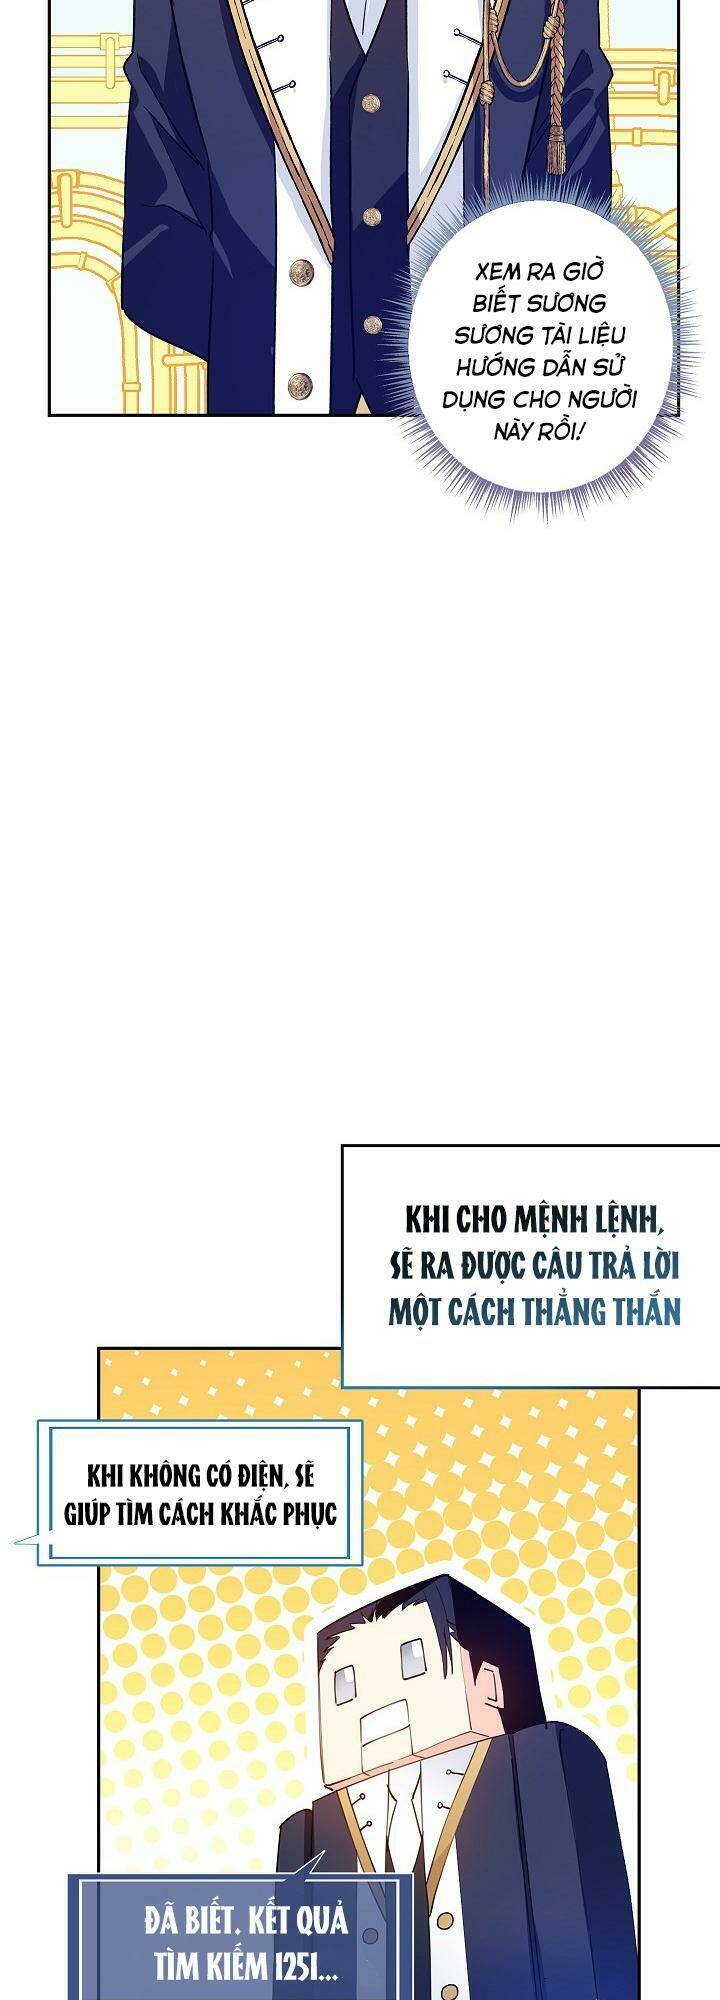 XEM RA GIỜ
BIẾT SƯƠNG
SƯƠNG TÀI LIỆU
HƯỚNG DẪN SỬ
DỤNG CHO NGƯỜI
NÀY RỒI!
KHI CHO MỆNH LỆNH,
SẼ RA ĐƯỢC CÂU TRẢ LỜI
MỘT CÁCH THẲNG THẮN
KHI KHÔNG CÓ ĐIỆN, SẼ
GIÚP TÌM CÁCH KHẮC PHỤC
ĐÃ BIẾT. KẾT QUẢ
TÌM KIẾM 1251...